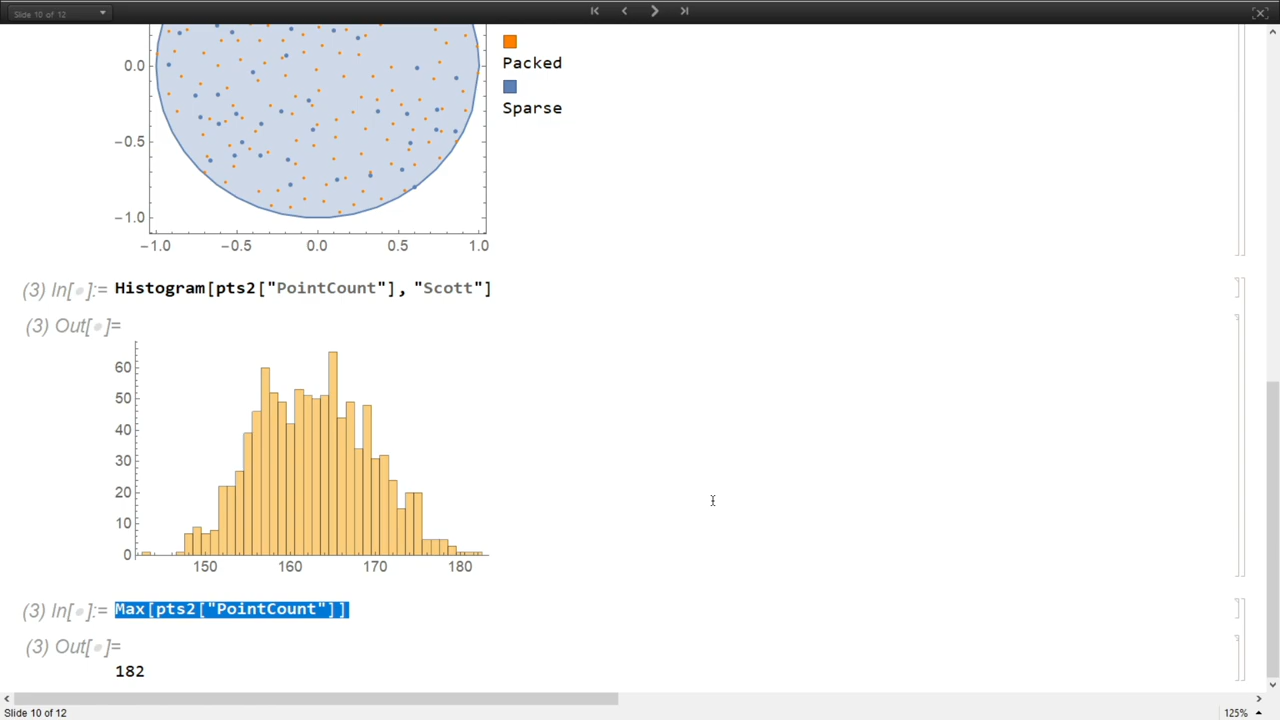 Slide 10 of 12
0.0
Packed
Sparse
−0.5
−1.0
−1.0 −0.5 0.0 0.5 1.0
(3) In[ ]:= Histogram[pts2["PointCount"], "Scott"]
(3) Out[ ]=
60
50
40
30
20
10
0
150 160 170 180
(3) In[ ]:= Max[pts2["PointCount"]]
(3) Out[ ]=
182
Slide 10 of 12
125%